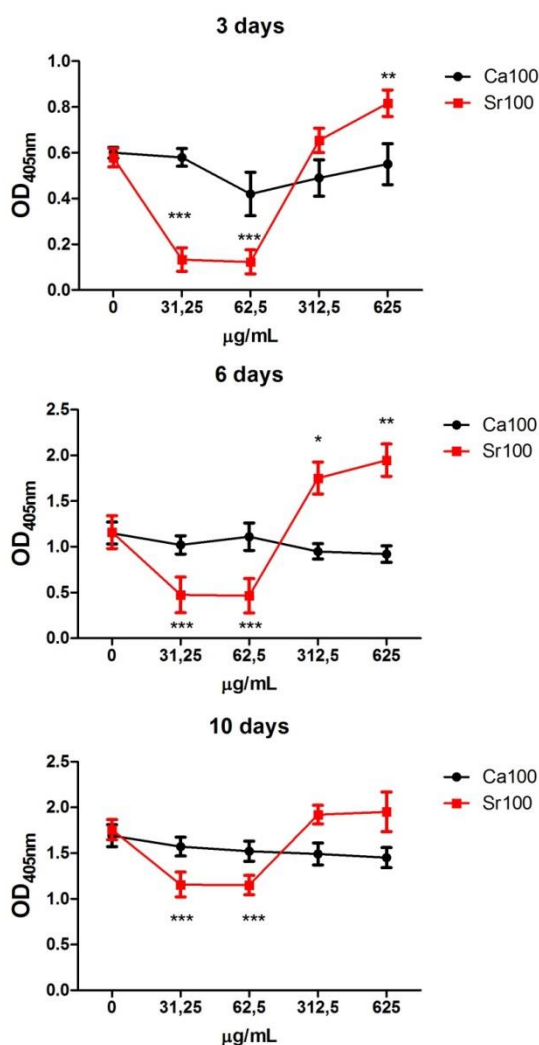 3 days
1.0
0.8
0.6
0.4
0.2
0.0
OD405nm
**
***
***
0
31,25
62,5
312,5
625
μg/mL
Ca100
Sr100
6 days
2.5
2.0
1.5
1.0
0.5
0.0
OD405nm
*
**
***
***
0
31,25
62,5
312,5
625
μg/mL
Ca100
Sr100
10 days
2.5
2.0
1.5
1.0
0.5
0.0
OD405nm
***
***
0
31,25
62,5
312,5
625
μg/mL
Ca100
Sr100